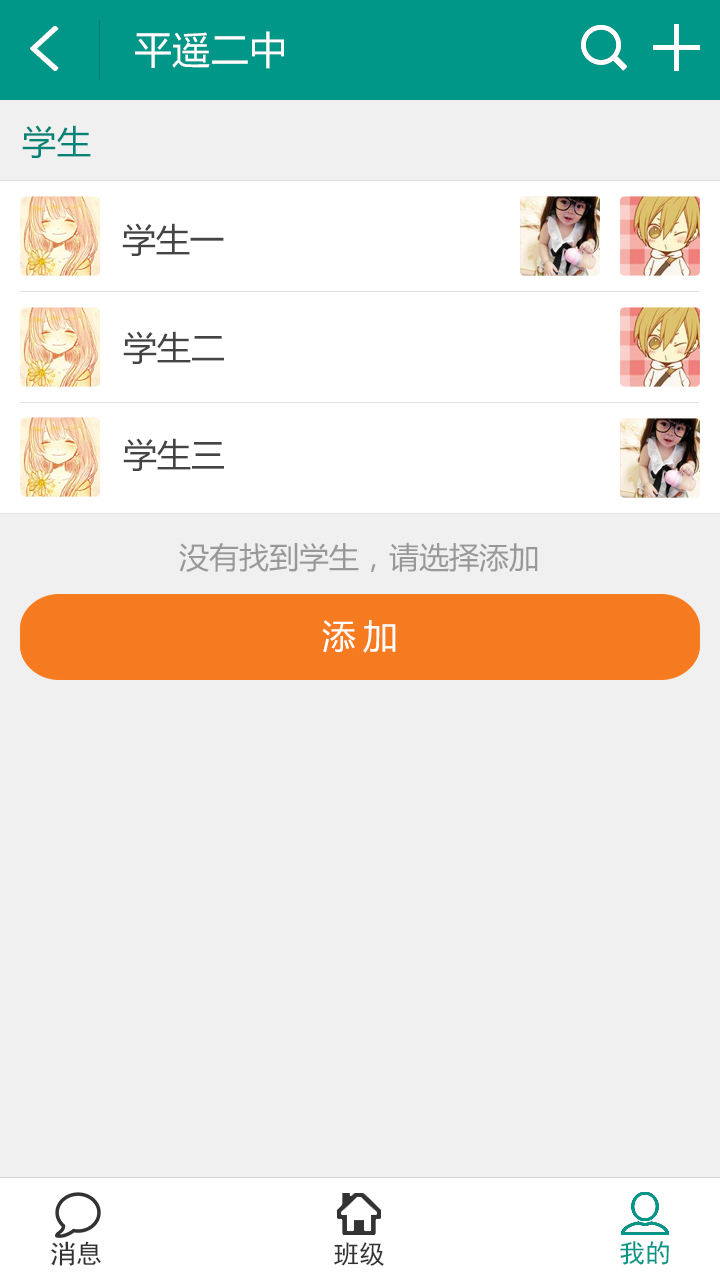 平遥二中
学生
学生一
学生二
学生三
没有找到学生，请选择添加
添加
消息
班级
我的